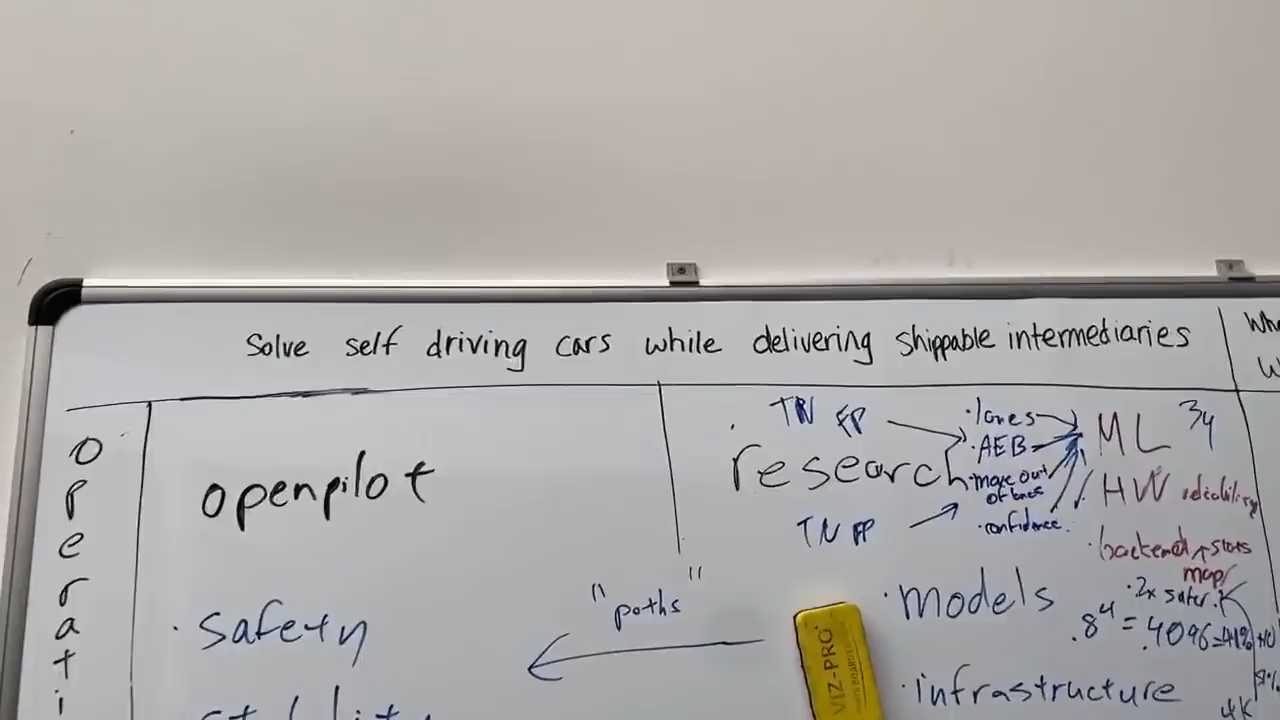 Solve self driving cars while delivering shippable intermediaries
Operati
openpilot
· safety
"paths"
research
TN FP
TN FP
· lanes
· AEB
· move out
of lanes
· confidence
ML
HW reliability
· backend
stats
map
· models
· 2x safer
.8⁴ = .4096 = 41%
· infrastructure
4K
VIZ-PRO